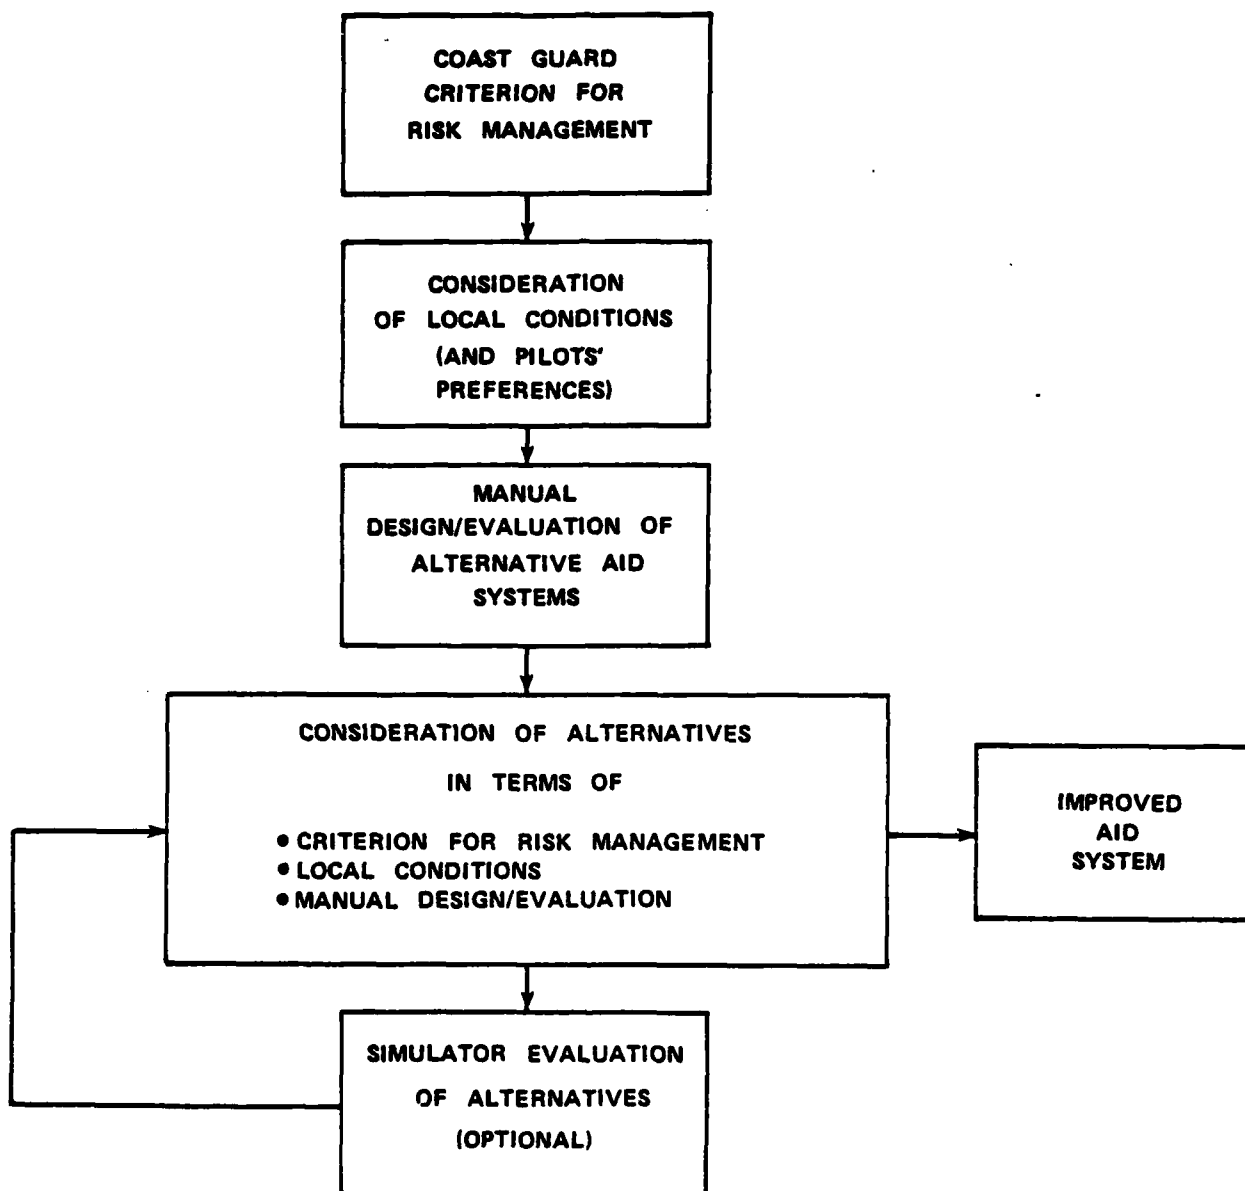 COAST GUARD
CRITERION FOR
RISK MANAGEMENT
CONSIDERATION
OF LOCAL CONDITIONS
(AND PILOTS'
PREFERENCES)
MANUAL
DESIGN/EVALUATION OF
ALTERNATIVE AID
SYSTEMS
CONSIDERATION OF ALTERNATIVES
IN TERMS OF
• CRITERION FOR RISK MANAGEMENT
• LOCAL CONDITIONS
• MANUAL DESIGN/EVALUATION
IMPROVED
AID
SYSTEM
SIMULATOR EVALUATION
OF ALTERNATIVES
(OPTIONAL)